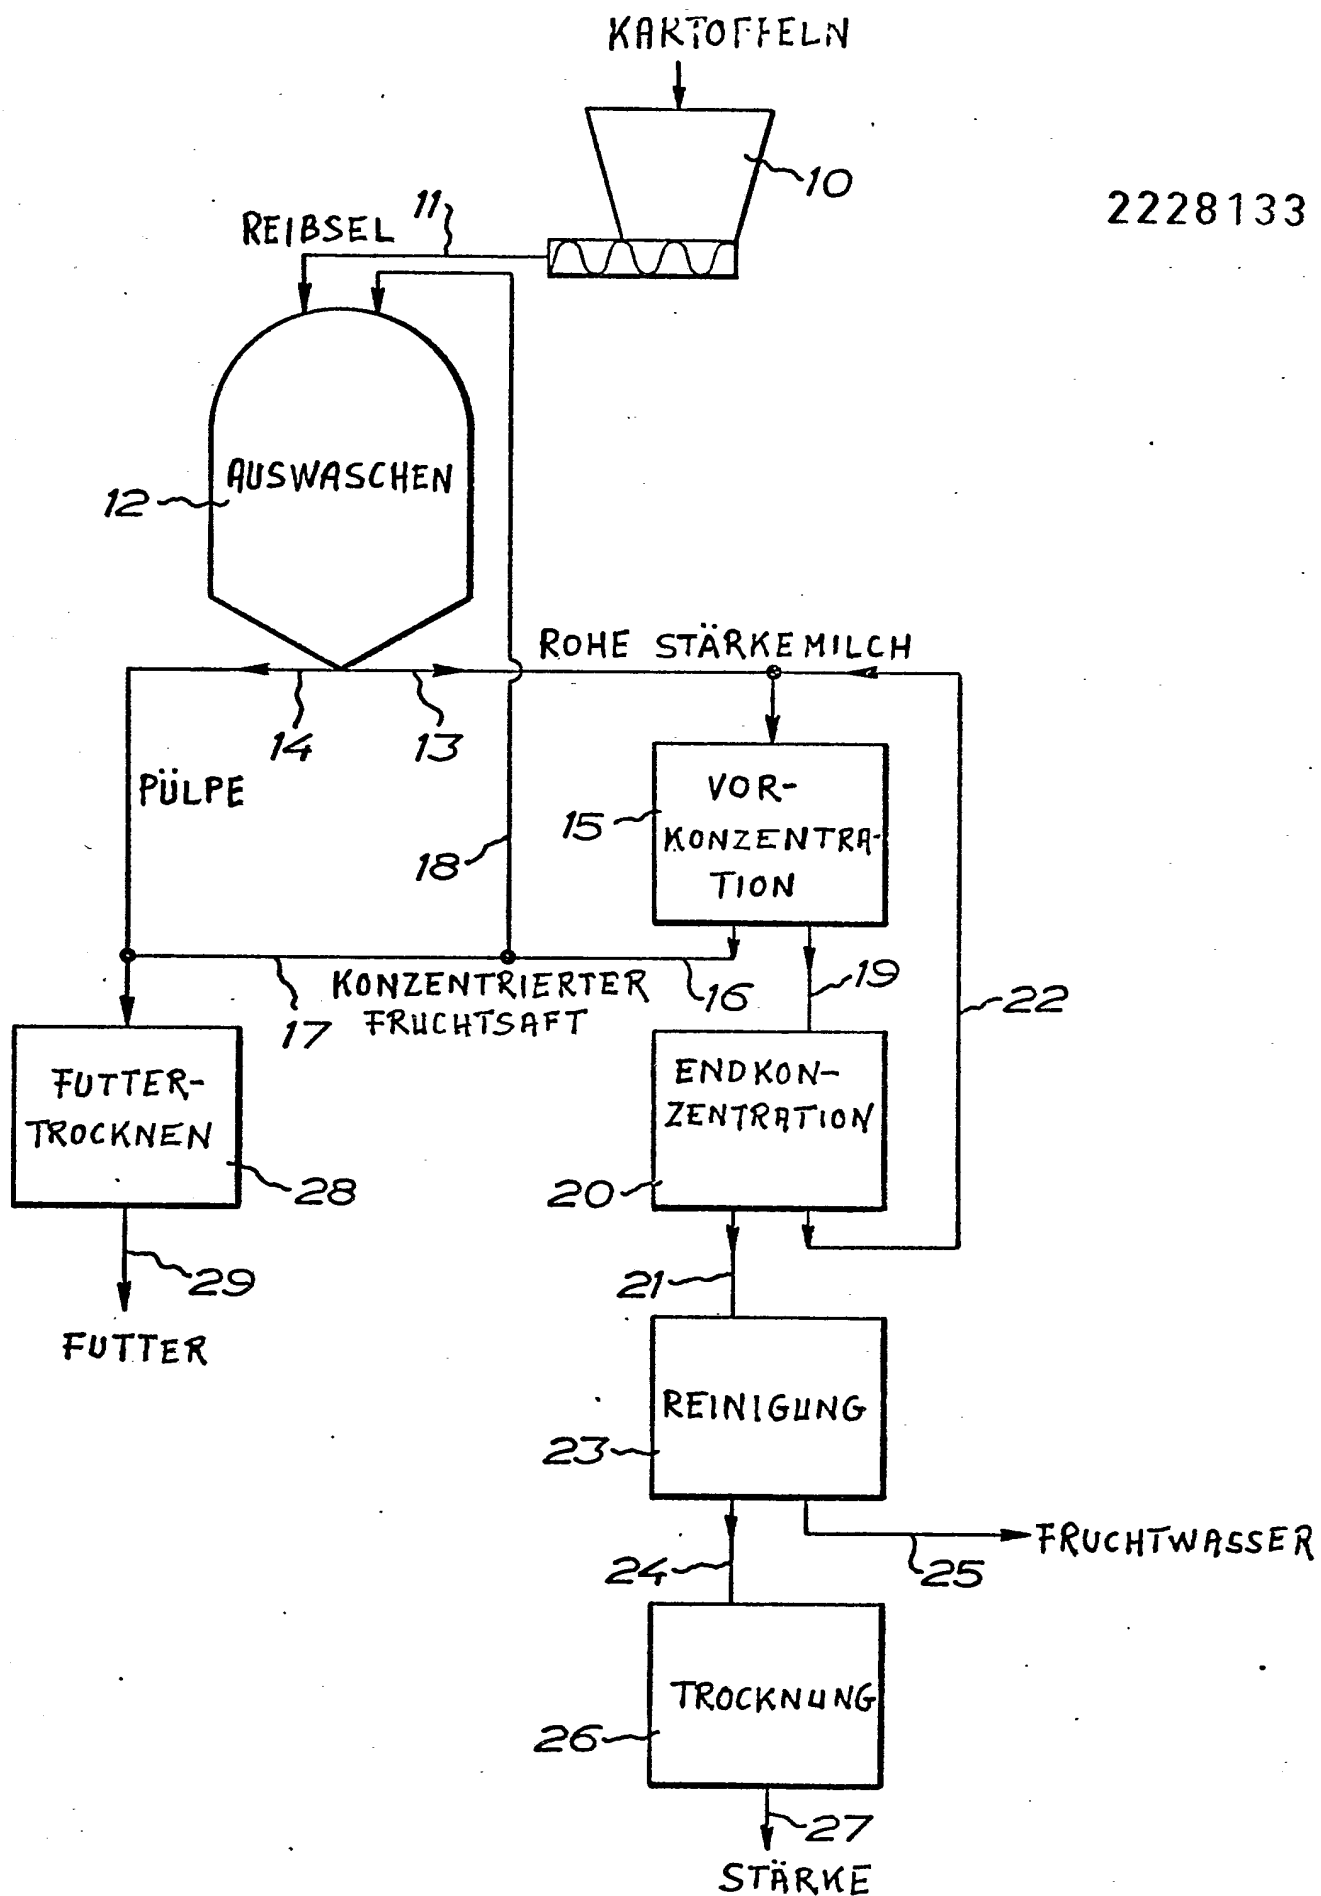 KARTOFFELN
10
2228133
11
REIBSEL
AUSWASCHEN
12
ROHE STÄRKEMILCH
14
13
PÜLPE
VOR-
15
KONZENTRA-
18
TION
KONZENTRIERTER
16
19
22
17
FRUCHTSAFT
FUTTER-
TROCKNEN
28
ENDKON-
ZENTRATION
20
29
21
FUTTER
REINIGUNG
23
FRUCHTWASSER
24
25
TROCKNUNG
26
27
STÄRKE